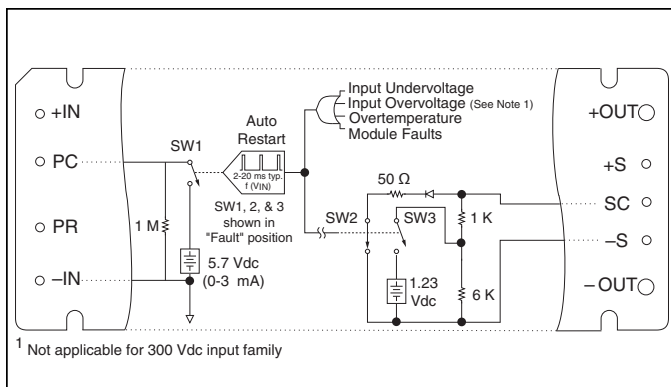 +IN
PC
PR
–IN
SW1
1 M
5.7 Vdc
(0-3 mA)
Auto
Restart
2-20 ms typ.
f (VIN)
SW1, 2, & 3
shown in
"Fault" position
Input Undervoltage
Input Overvoltage (See Note 1)
Overtemperature
Module Faults
50 Ω
SW2
SW3
1 K
1.23
Vdc
6 K
+OUT
+S
SC
–S
–OUT
1 Not applicable for 300 Vdc input family